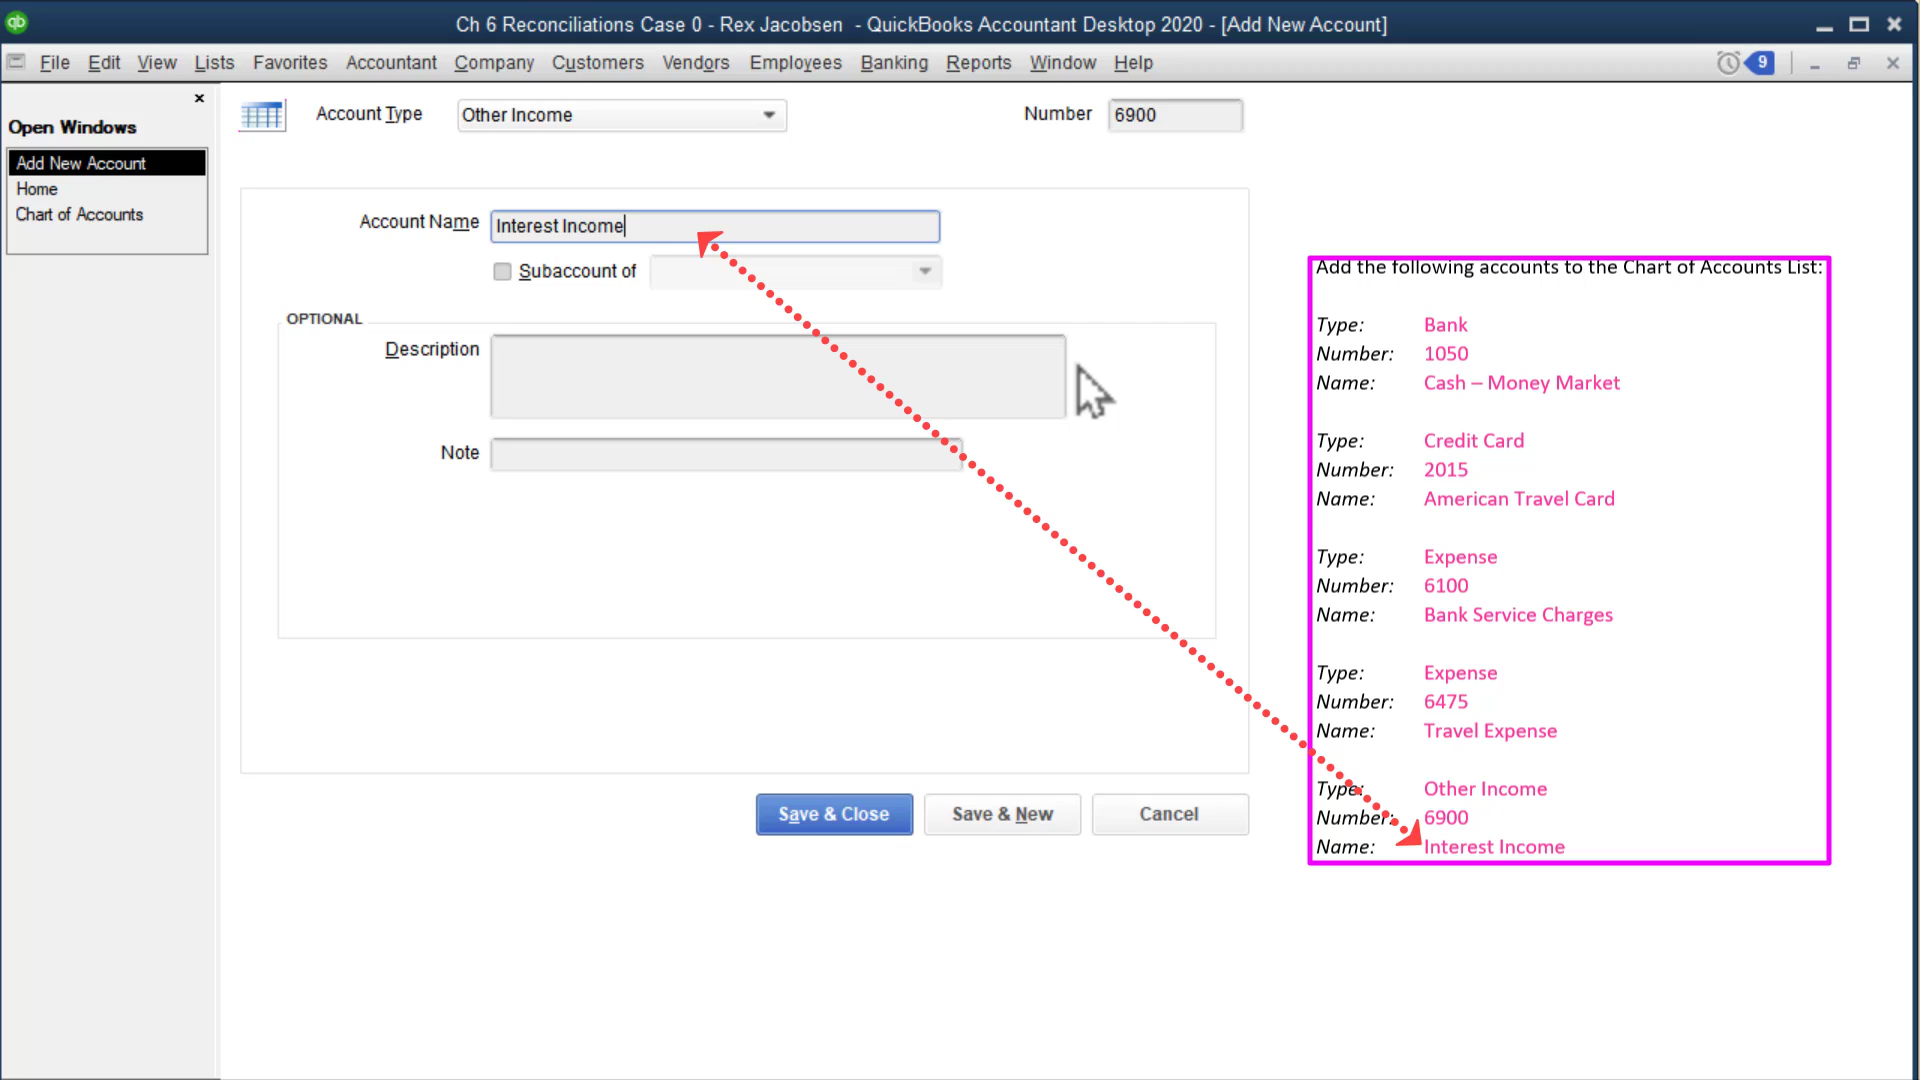 qb
Ch 6 Reconciliations Case 0 - Rex Jacobsen - QuickBooks Accountant Desktop 2020 - [Add New Account]
File Edit View Lists Favorites Accountant Company Customers Vendors Employees Banking Reports Window Help 9
Open Windows
Add New Account
Home
Chart of Accounts
Account Type Other Income Number 6900
Account Name Interest Income
Subaccount of
OPTIONAL
Description
Note
Save & Close Save & New Cancel
Add the following accounts to the Chart of Accounts List:
Type: Bank
Number: 1050
Name: Cash – Money Market
Type: Credit Card
Number: 2015
Name: American Travel Card
Type: Expense
Number: 6100
Name: Bank Service Charges
Type: Expense
Number: 6475
Name: Travel Expense
Type: Other Income
Number: 6900
Name: Interest Income